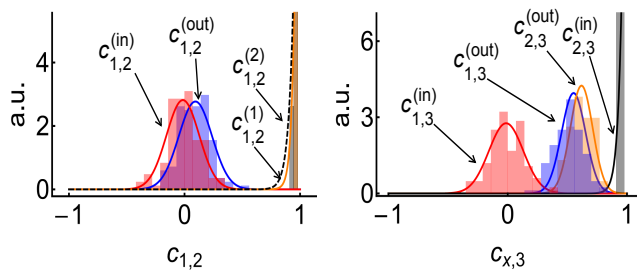 c_{1,2}^{(in)} c_{1,2}^{(out)} c_{1,2}^{(2)} c_{1,2}^{(1)}
a.u.
4
2
0
−1 0 1
c_{1,2}
c_{1,3}^{(in)} c_{1,3}^{(out)} c_{2,3}^{(out)} c_{2,3}^{(in)}
a.u.
6
3
0
−1 0 1
c_{x,3}